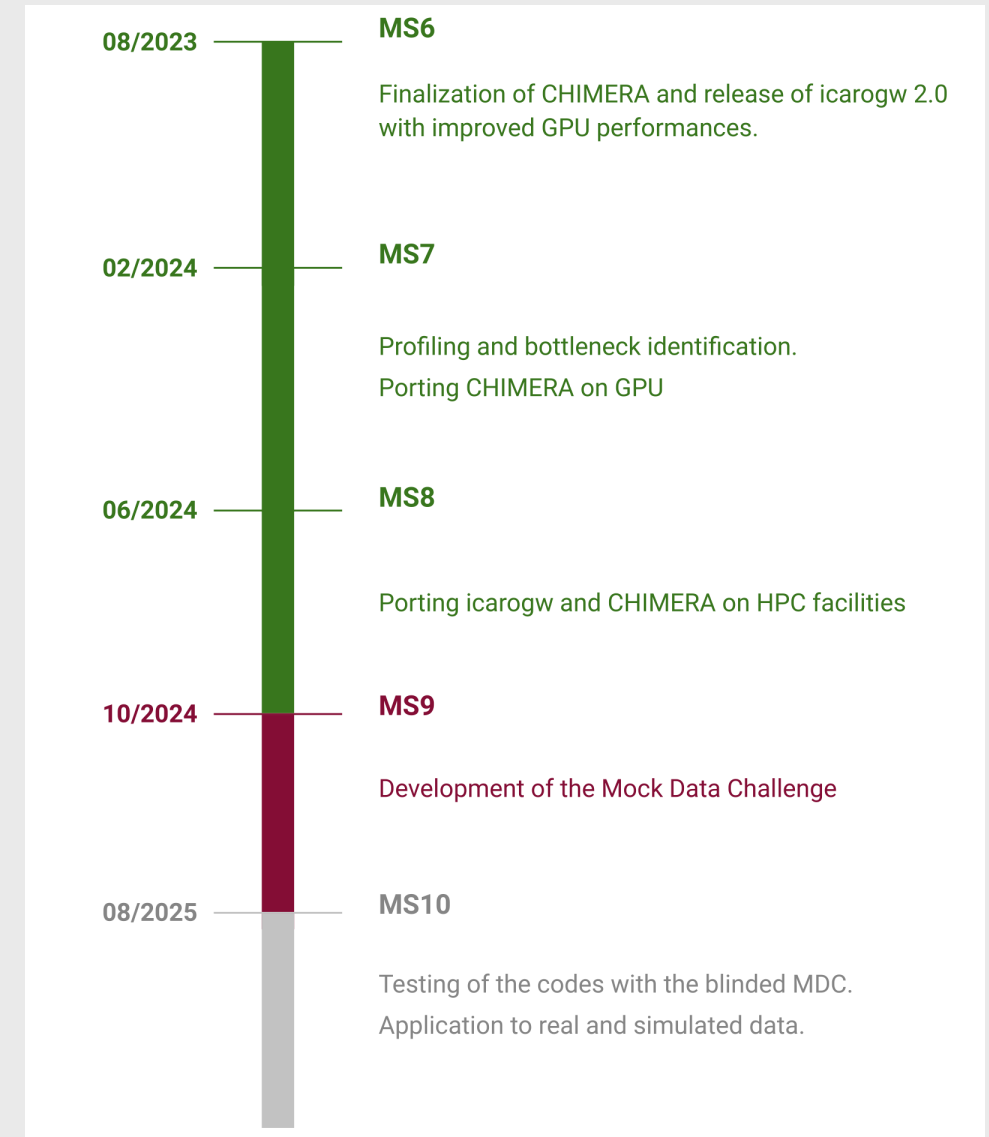 08/2023
MS6
Finalization of CHIMERA and release of icarogw 2.0
with improved GPU performances.
02/2024
MS7
Profiling and bottleneck identification.
Porting CHIMERA on GPU
06/2024
MS8
Porting icarogw and CHIMERA on HPC facilities
10/2024
MS9
Development of the Mock Data Challenge
08/2025
MS10
Testing of the codes with the blinded MDC.
Application to real and simulated data.